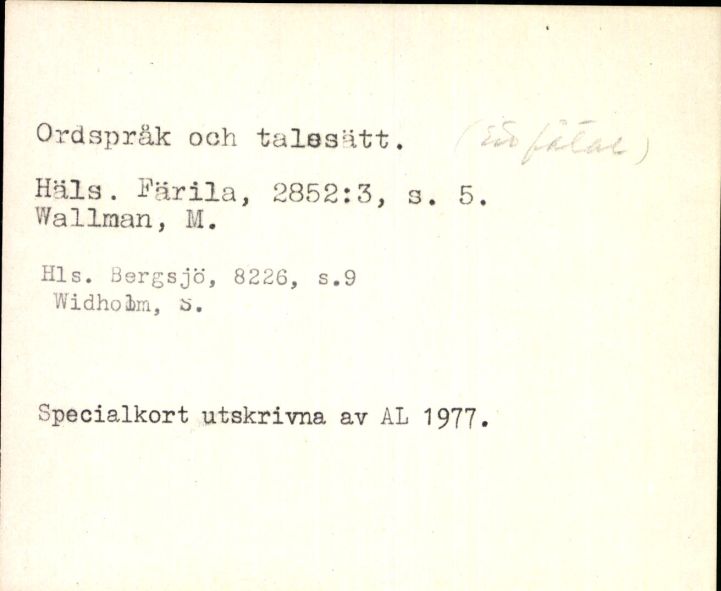 Ordspråk och talesätt.
Häls. Färila, 2852:3, s. 5.
Wallman, M.
Hls. Bergsjö, 8226, s.9
Widholm, S.
Specialkort utskrivna av AL 1977.